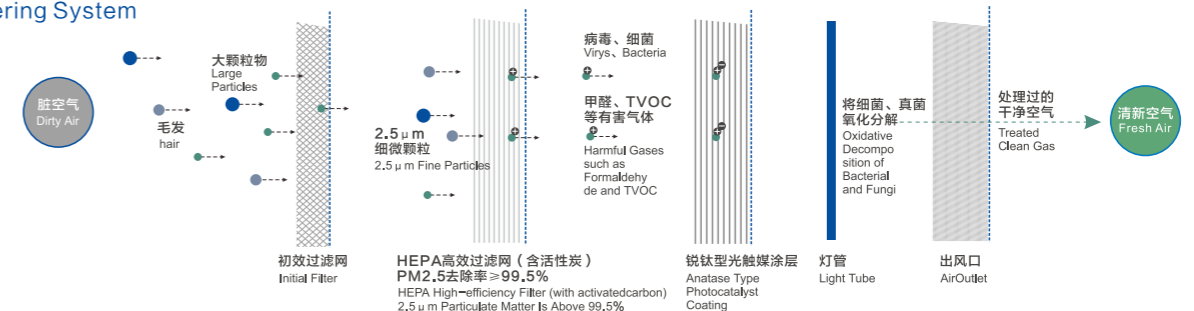 ering System
脏空气
Dirty Air
毛发
hair
大颗粒物
Large
Particles
初效过滤网
Initial Filter
2.5μm
细微颗粒
2.5μm Fine Particles
HEPA高效过滤网（含活性炭）
PM2.5去除率≥99.5%
HEPA High-efficiency Filter (with activatedcarbon)
2.5μm Particulate Matter Is Above 99.5%
病毒、细菌
Virys、Bacteria
甲醛、TVOC
等有害气体
Harmful Gases
such as
Formaldehy
de and TVOC
锐钛型光触媒涂层
Anatase Type
Photocatalyst
Coating
灯管
Light Tube
将细菌、真菌
氧化分解
Oxidative
Decompo
sition of
Bacterial
and Fungi
出风口
AirOutlet
处理过的
干净空气
Treated
Clean Gas
清新空气
Fresh Air